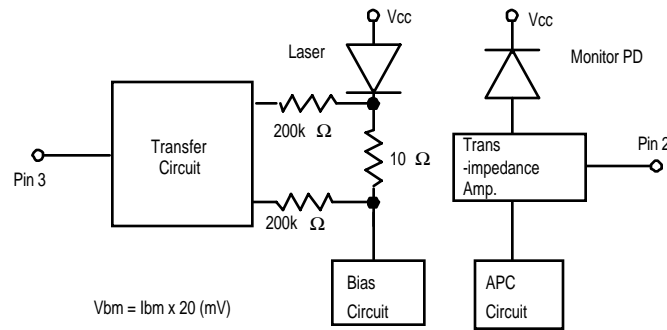 Vcc
Vcc
Laser
Monitor PD
200k Ω
Transfer
Circuit
10 Ω
Trans
-impedance
Amp.
Pin 2
Pin 3
200k Ω
Bias
Circuit
APC
Circuit
Vbm = Ibm x 20 (mV)